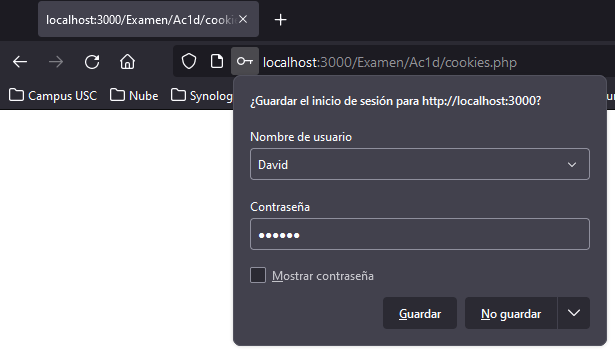 localhost:3000/Examen/Ac1d/cooki
localhost:3000/Examen/Ac1d/cookies.php
Campus USC
Nube
Synolog
¿Guardar el inicio de sesión para http://localhost:3000?
Nombre de usuario
David
Contraseña
●●●●●●
Mostrar contraseña
Guardar
No guardar